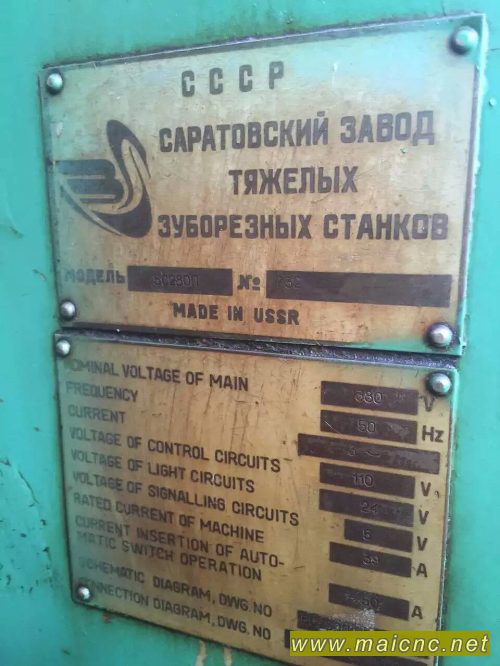 СССР
САРАТОВСКИЙ ЗАВОД
ТЯЖЕЛЫХ
ЗУБОРЕЗНЫХ СТАНКОВ
МОДЕЛЬ №
MADE IN USSR
NOMINAL VOLTAGE OF MAIN V
FREQUENCY 50 Hz
CURRENT 3 ~
VOLTAGE OF CONTROL CIRCUITS 110 V
VOLTAGE OF LIGHT CIRCUITS 24 V
VOLTAGE OF SIGNALLING CIRCUITS V
RATED CURRENT OF MACHINE A
CURRENT INSERTION OF AUTO-
MATIC SWITCH OPERATION A
SCHEMATIC DIAGRAM, DWG. NO
CONNECTION DIAGRAM, DWG. NO
www.maicnc.net